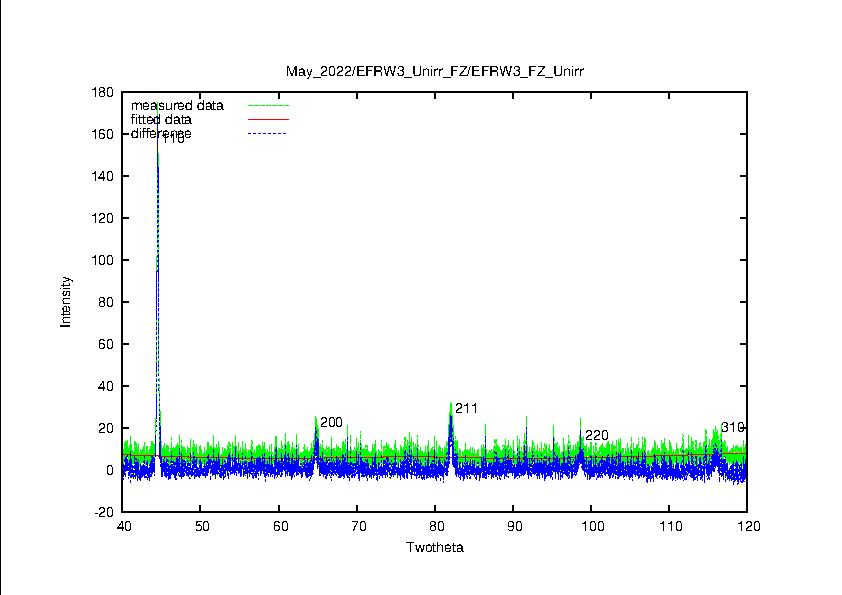 May_2022/EFRW3_Unirr_FZ/EFRW3_FZ_Unirr
180
measured data
fitted data
160
difference
110
140
120
100
80
Intensity
60
40
211
200
20
310
220
0
-20
40 50 60 70 80 90 100 110 120
Twotheta